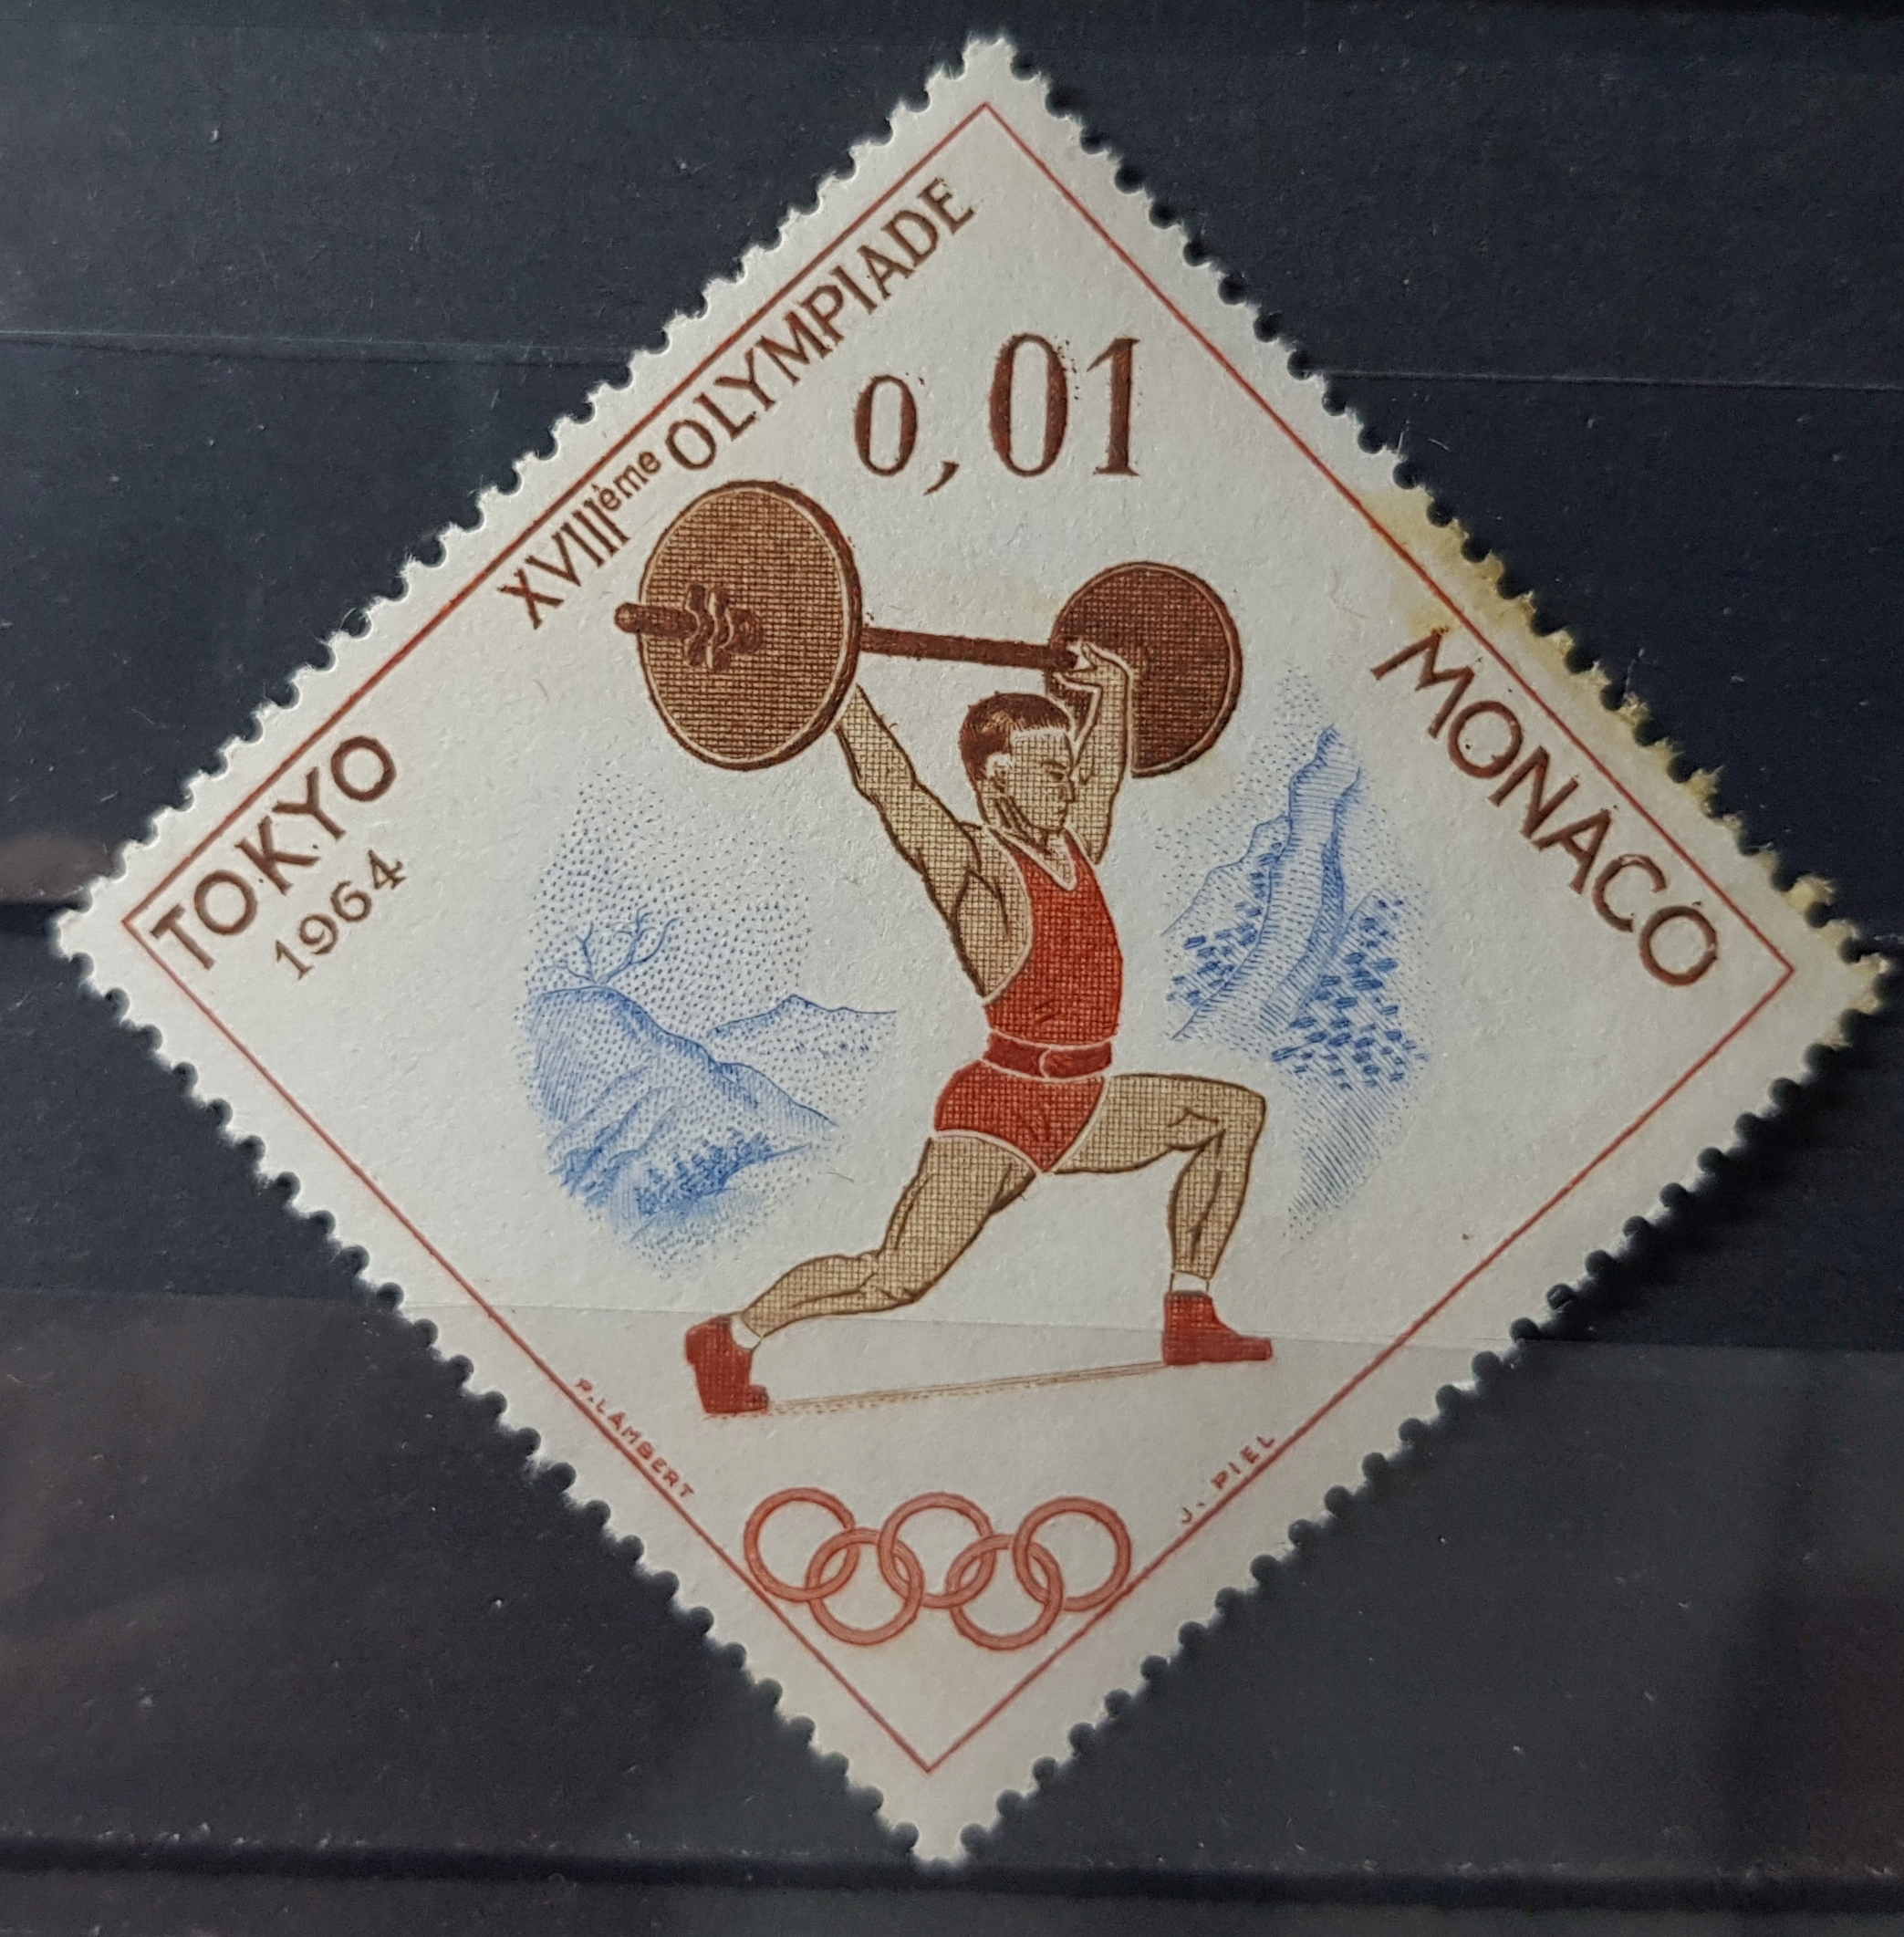 TOKYO XVIIIème OLYMPIADE
1964
0,01
MONACO
P. LAMBERT
J. PIEL